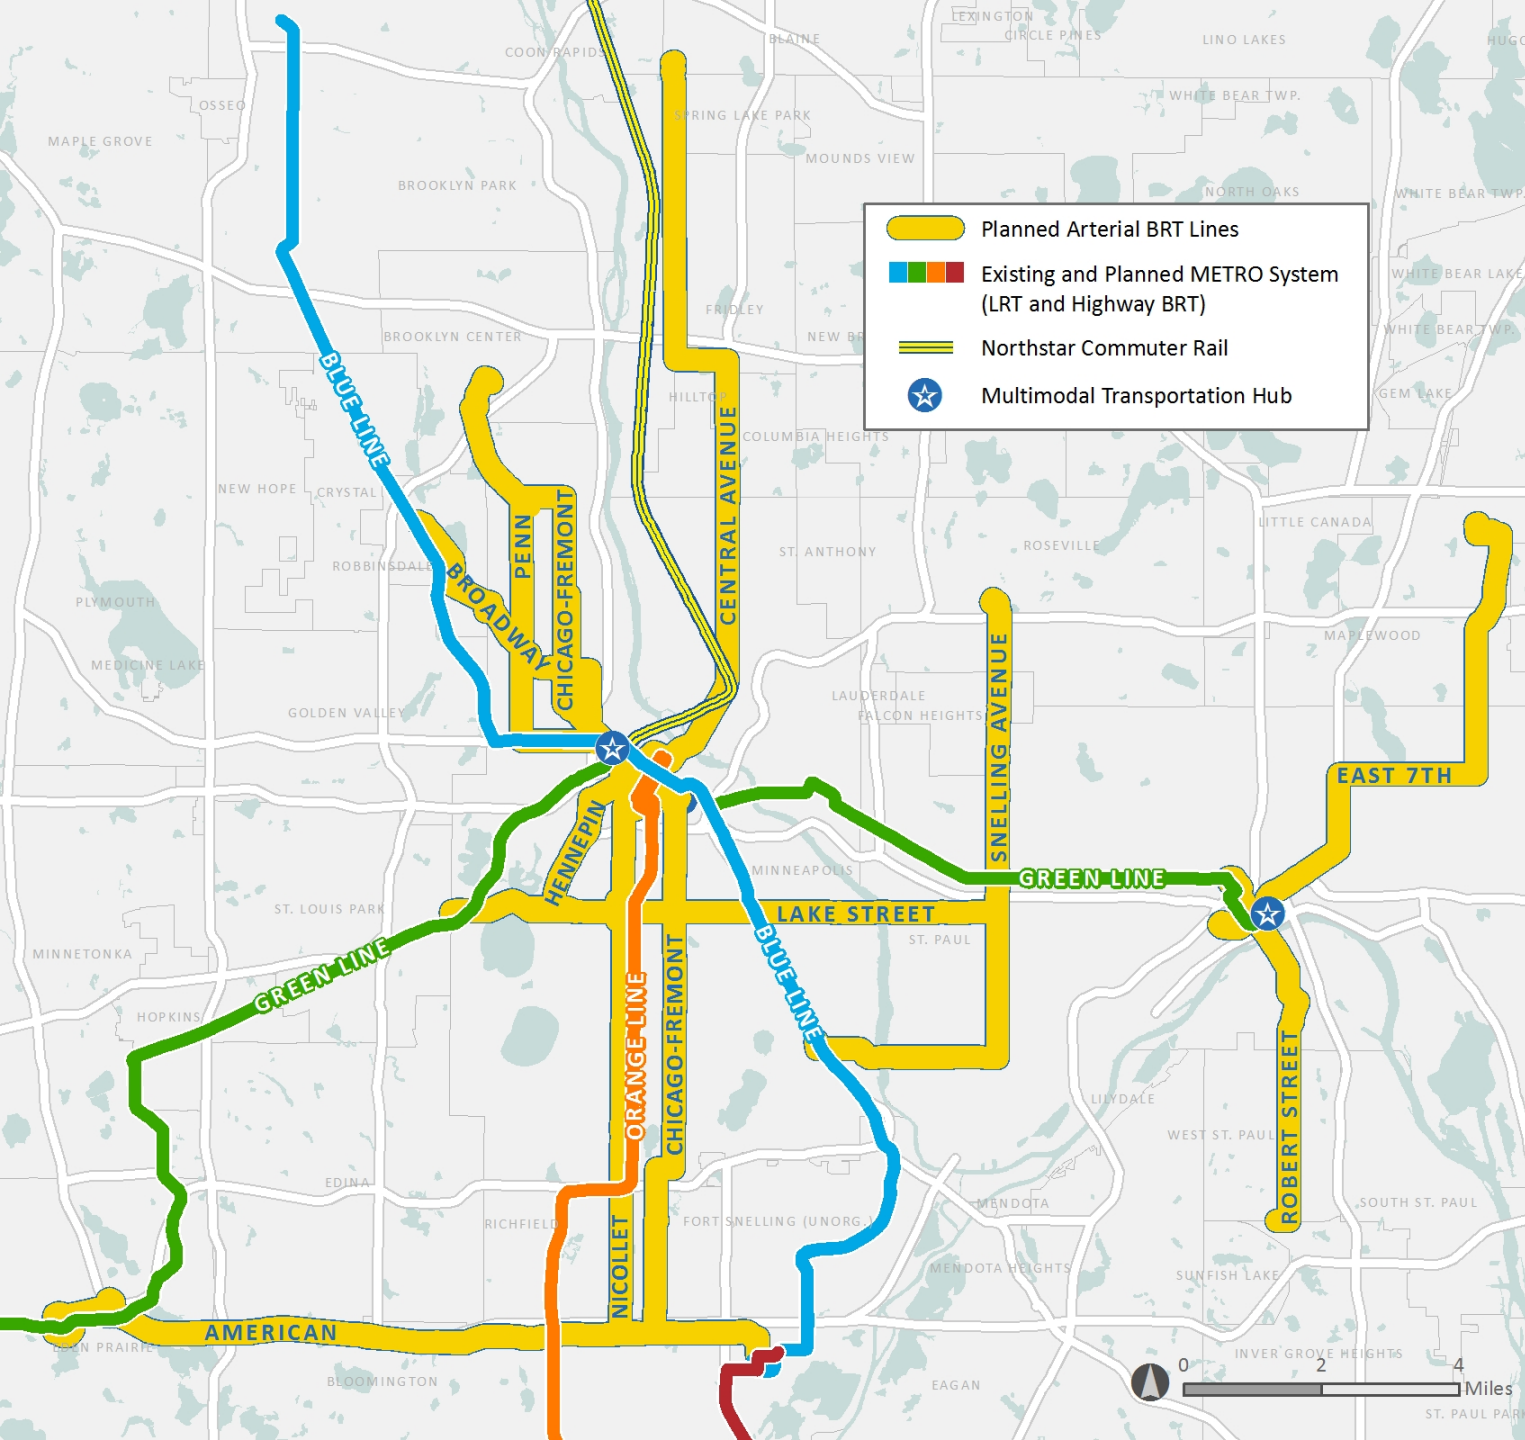 LEXINGTON
CIRCLE PINES
BLAINE
LINO LAKES
COON RAPIDS
OSSEO
WHITE BEAR TWP.
SPRING LAKE PARK
MAPLE GROVE
MOUNDS VIEW
BROOKLYN PARK
NORTH OAKS
WHITE BEAR TWP.
Planned Arterial BRT Lines
Existing and Planned METRO System
(LRT and Highway BRT)
Northstar Commuter Rail
Multimodal Transportation Hub
WHITE BEAR LAKE
FRIDLEY
BROOKLYN CENTER
NEW BR
WHITE BEAR TWP.
BLUE LINE
HILLTOP
GEM LAKE
COLUMBIA HEIGHTS
NEW HOPE
CRYSTAL
CENTRAL AVENUE
PENN
CHICAGO-FREMONT
LITTLE CANADA
ST. ANTHONY
ROSEVILLE
ROBBINSDALE
BROADWAY
PLYMOUTH
MAPLEWOOD
MEDICINE LAKE
LAUDERDALE
FALCON HEIGHTS
GOLDEN VALLEY
SNELLING AVENUE
EAST 7TH
HENNEPIN
MINNEAPOLIS
GREEN LINE
ST. LOUIS PARK
LAKE STREET
ST. PAUL
MINNETONKA
GREEN LINE
BLUE LINE
HOPKINS
ORANGE LINE
CHICAGO-FREMONT
LILYDALE
WEST ST. PAUL
ROBERT STREET
EDINA
MENDOTA
SOUTH ST. PAUL
RICHFIELD
FORT SNELLING (UNORG.)
NICOLLET
MENDOTA HEIGHTS
SUNFISH LAKE
AMERICAN
EDEN PRAIRIE
INVER GROVE HEIGHTS
0 2 4
Miles
BLOOMINGTON
EAGAN
ST. PAUL PARK